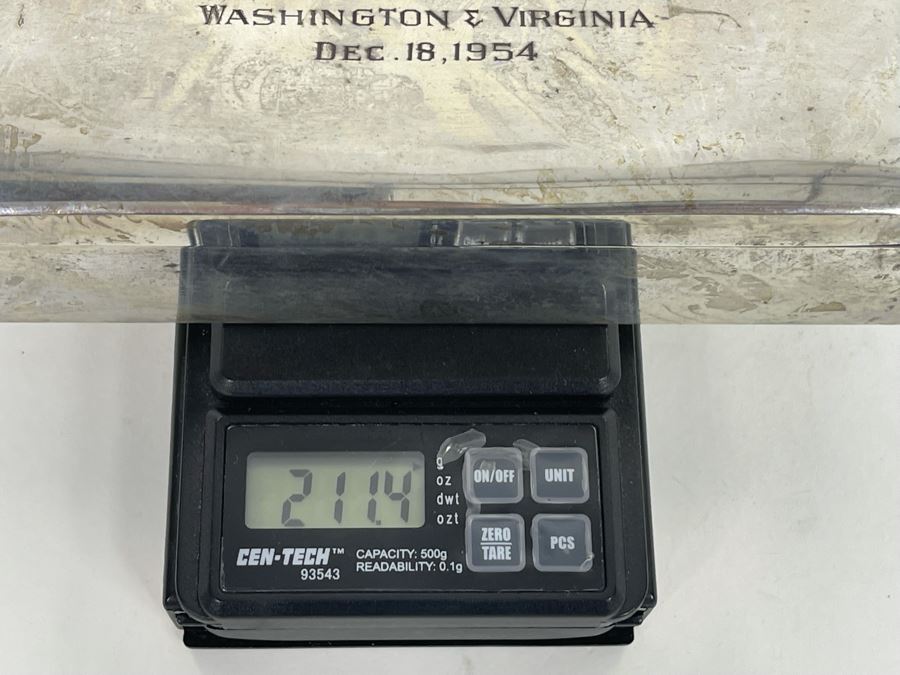 WASHINGTON & VIRGINIA
DEC. 18, 1954
211.4
g
oz
dwt
ozt
ON/OFF
UNIT
ZERO
TARE
PCS
CEN-TECH™
93543
CAPACITY: 500g
READABILITY: 0.1g